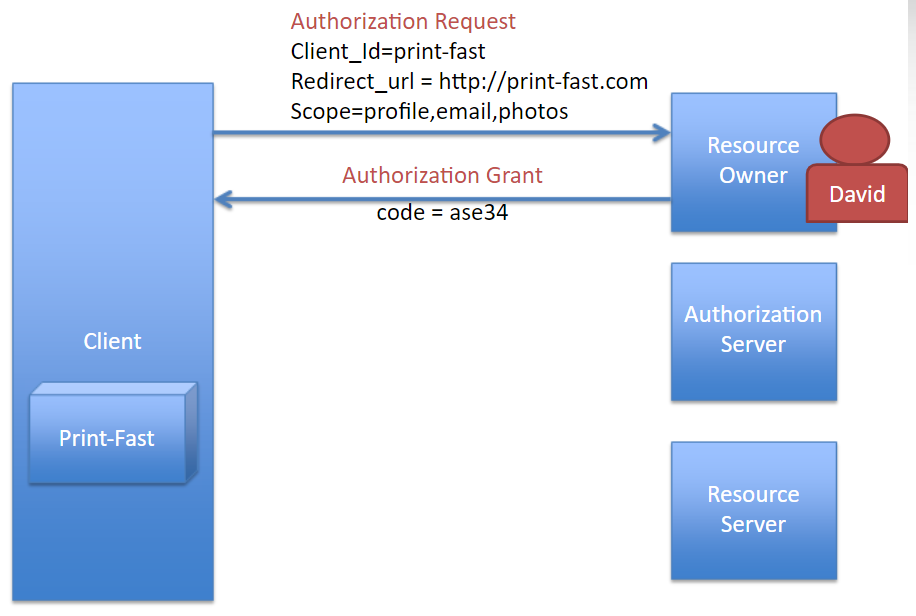 Authorization Request
Client_Id=print-fast
Redirect_url = http://print-fast.com
Scope=profile,email,photos
Resource
Owner
David
Authorization Grant
code = ase34
Authorization
Server
Client
Print-Fast
Resource
Server